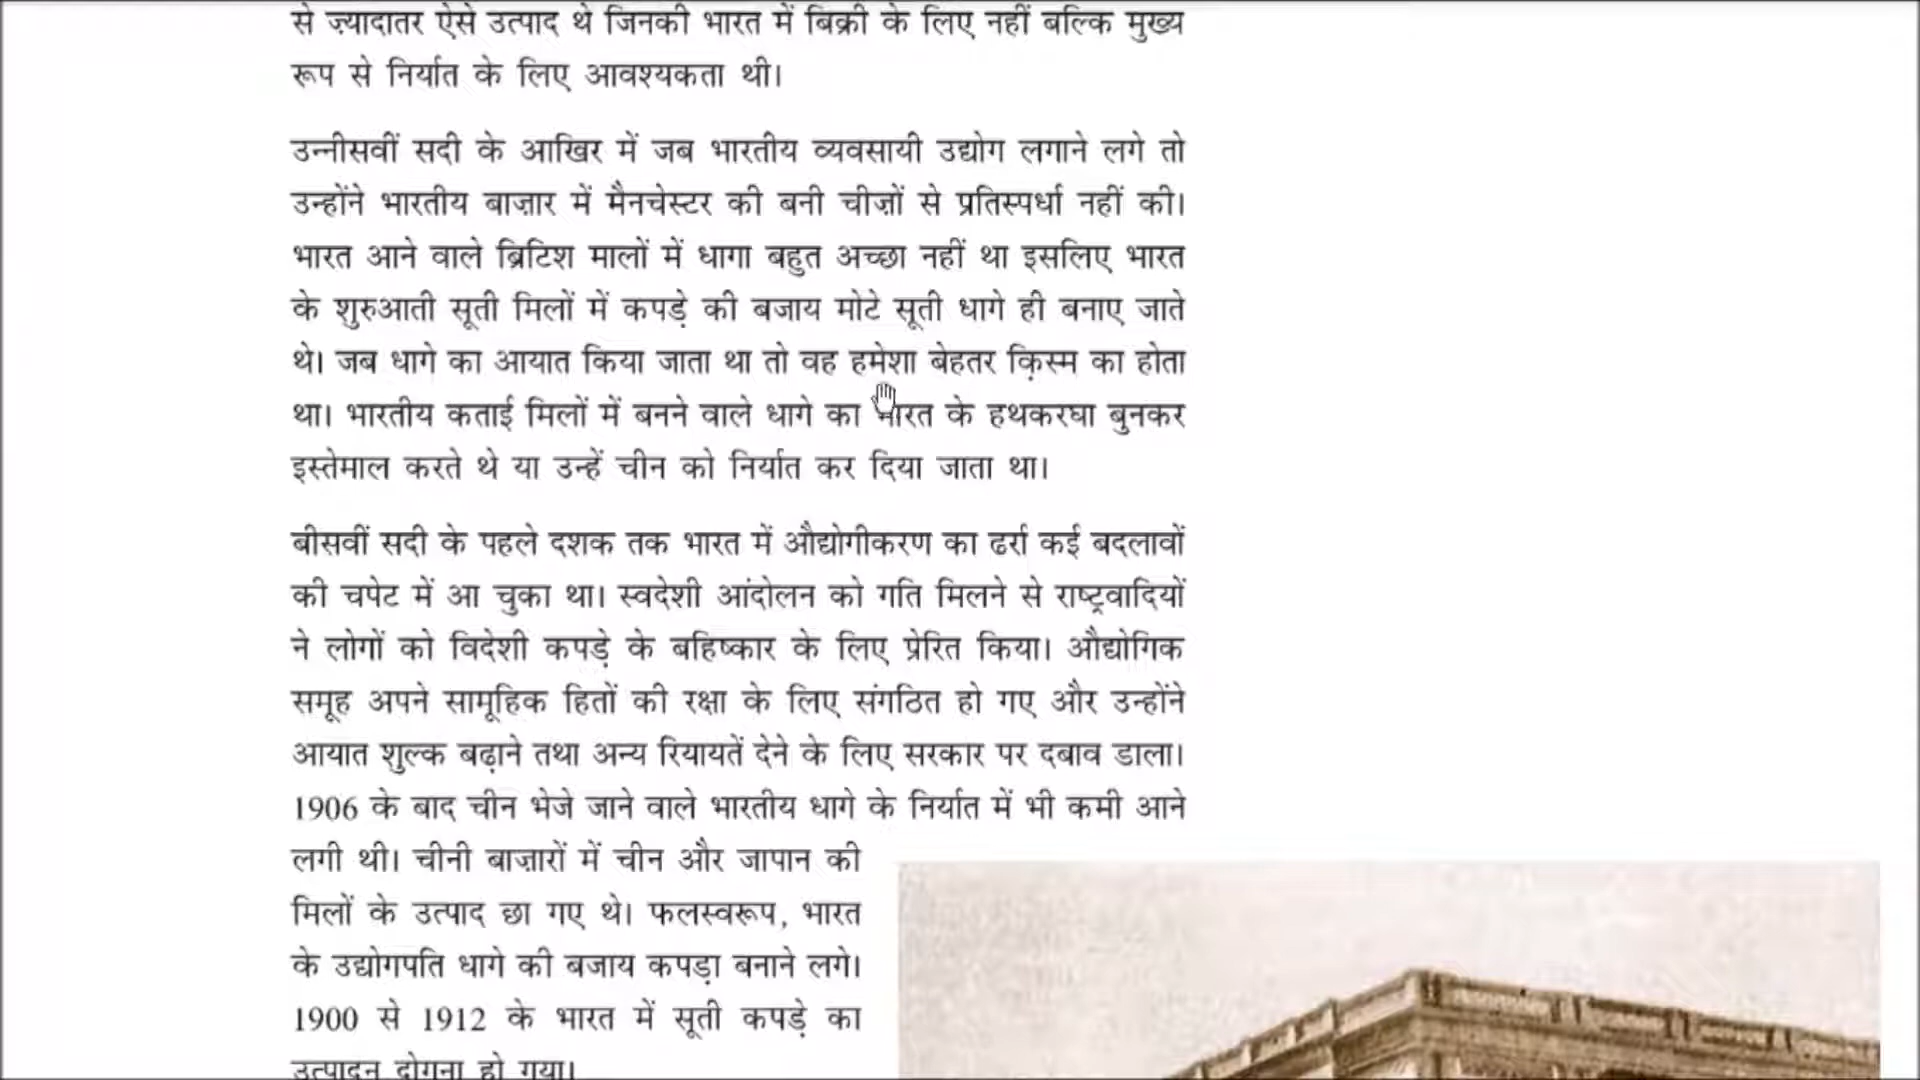 से ज़्यादातर ऐसे उत्पाद थे जिनकी भारत में बिक्री के लिए नहीं बल्कि मुख्य
रूप से निर्यात के लिए आवश्यकता थी।
उन्नीसवीं सदी के आखिर में जब भारतीय व्यवसायी उद्योग लगाने लगे तो
उन्होंने भारतीय बाज़ार में मैनचेस्टर की बनी चीज़ों से प्रतिस्पर्धा नहीं की।
भारत आने वाले ब्रिटिश मालों में धागा बहुत अच्छा नहीं था इसलिए भारत
के शुरुआती सूती मिलों में कपड़े की बजाय मोटे सूती धागे ही बनाए जाते
थे। जब धागे का आयात किया जाता था तो वह हमेशा बेहतर क़िस्म का होता
था। भारतीय कताई मिलों में बनने वाले धागे का भारत के हथकरघा बुनकर
इस्तेमाल करते थे या उन्हें चीन को निर्यात कर दिया जाता था।
बीसवीं सदी के पहले दशक तक भारत में औद्योगीकरण का ढर्रा कई बदलावों
की चपेट में आ चुका था। स्वदेशी आंदोलन को गति मिलने से राष्ट्रवादियों
ने लोगों को विदेशी कपड़े के बहिष्कार के लिए प्रेरित किया। औद्योगिक
समूह अपने सामूहिक हितों की रक्षा के लिए संगठित हो गए और उन्होंने
आयात शुल्क बढ़ाने तथा अन्य रियायतें देने के लिए सरकार पर दबाव डाला।
1906 के बाद चीन भेजे जाने वाले भारतीय धागे के निर्यात में भी कमी आने
लगी थी। चीनी बाज़ारों में चीन और जापान की
मिलों के उत्पाद छा गए थे। फलस्वरूप, भारत
के उद्योगपति धागे की बजाय कपड़ा बनाने लगे।
1900 से 1912 के भारत में सूती कपड़े का
उत्पादन दोगुना हो गया।